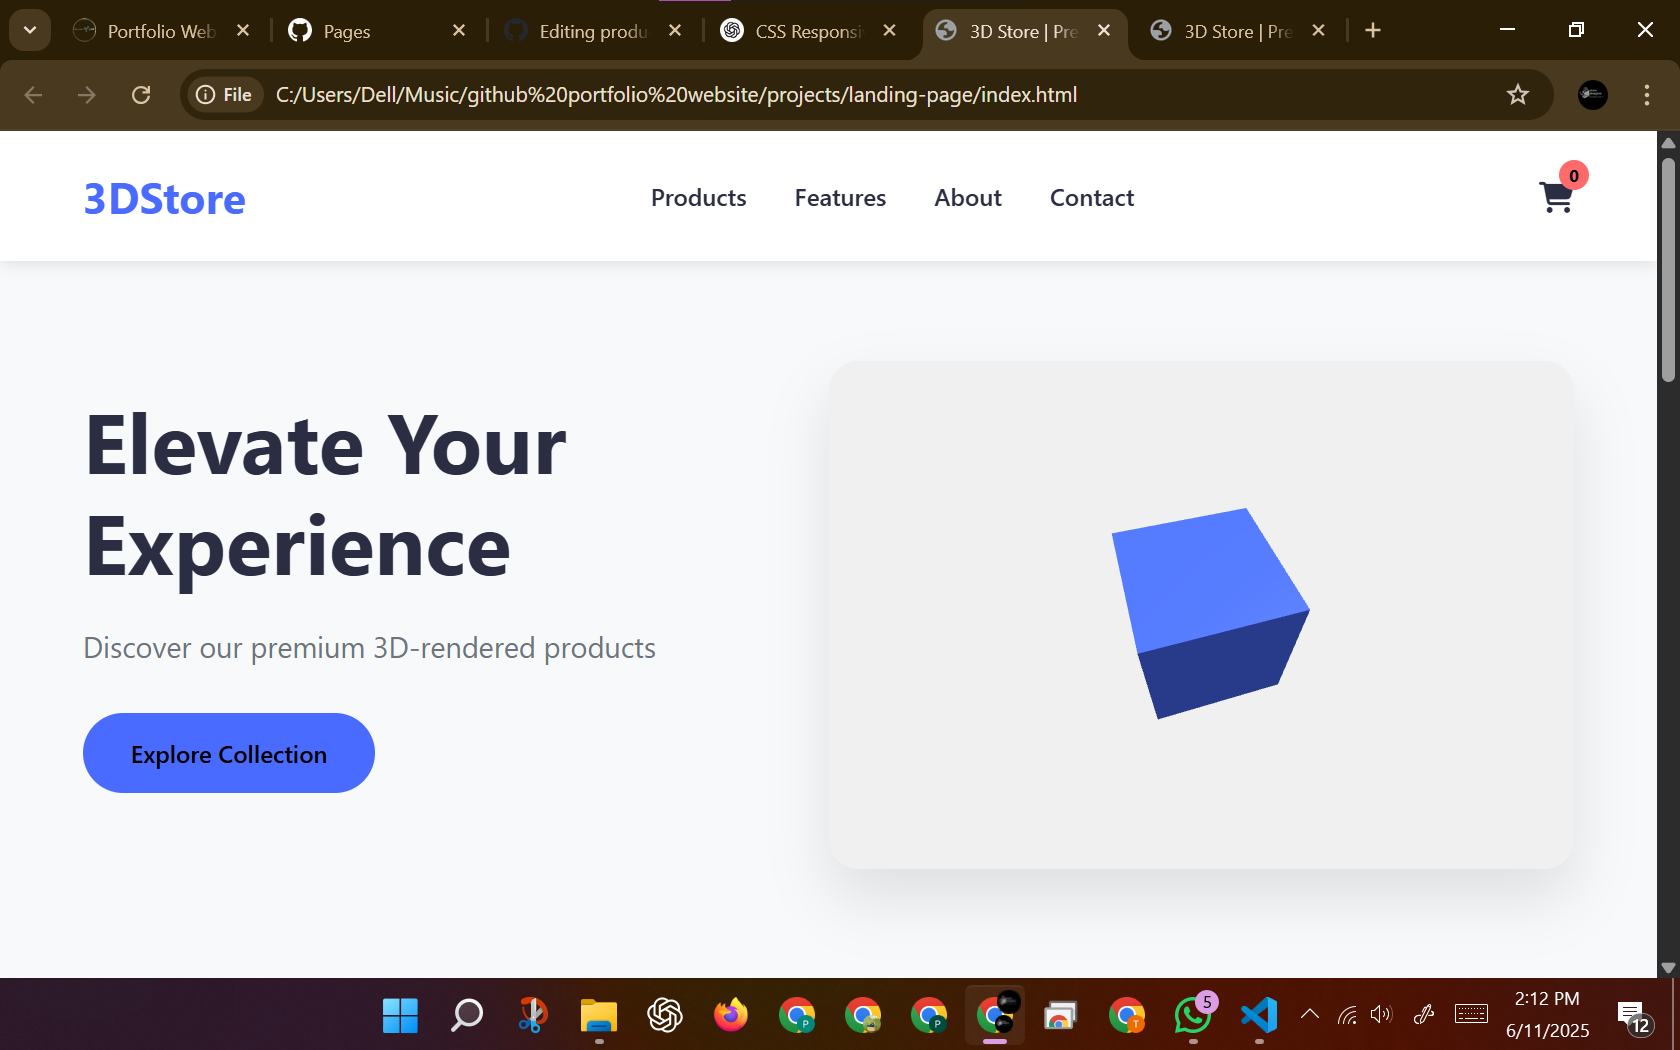 Portfolio Web
Pages
Editing produ
CSS Responsi
3D Store | Pre
3D Store | Pre
File
C:/Users/Dell/Music/github%20portfolio%20website/projects/landing-page/index.html
3DStore
Products
Features
About
Contact
0
Elevate Your
Experience
Discover our premium 3D-rendered products
Explore Collection
P
P
T
5
2:12 PM
6/11/2025
12